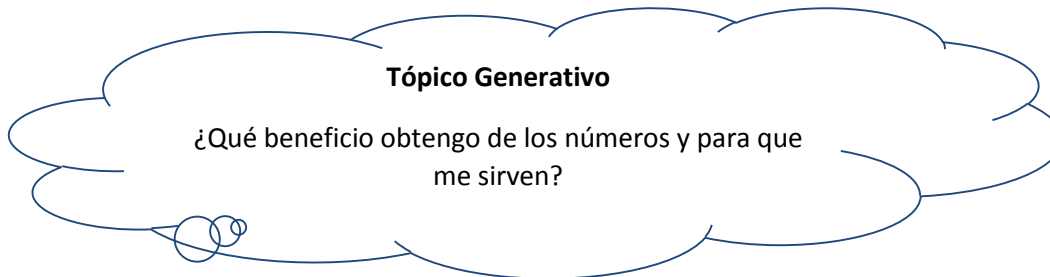 Tópico Generativo
¿Qué beneficio obtengo de los números y para que
me sirven?